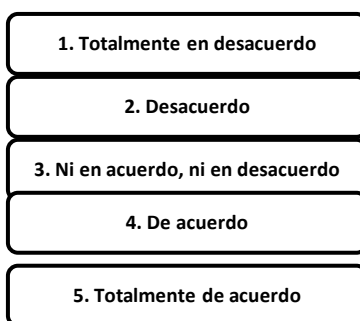 1. Totalmente en desacuerdo
2. Desacuerdo
3. Ni en acuerdo, ni en desacuerdo
4. De acuerdo
5. Totalmente de acuerdo